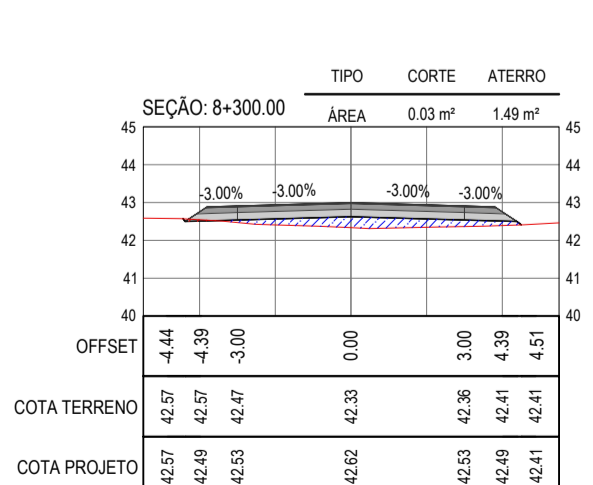 TIPO CORTE ATERRO
SEÇÃO: 8+300.00 ÁREA 0.03 m² 1.49 m²
45 45
44 44
-3.00% -3.00% -3.00% -3.00%
43 43
42 42
41 41
40 40
OFFSET -4.44 -4.39 -3.00 0.00 3.00 4.39 4.51
COTA TERRENO 42.57 42.57 42.47 42.33 42.36 42.41 42.41
COTA PROJETO 42.57 42.49 42.53 42.62 42.53 42.49 42.41